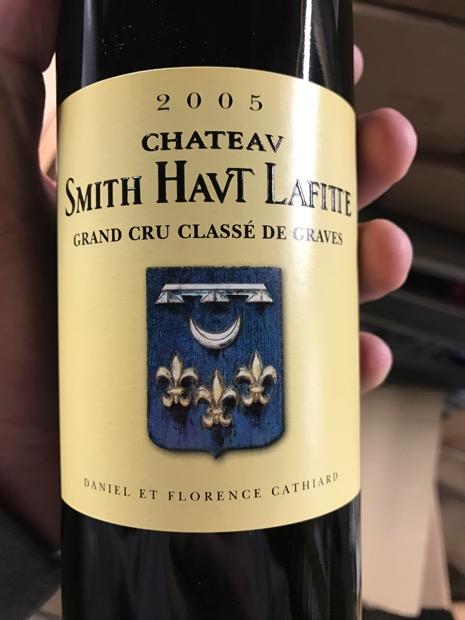 2005
CHATEAV
SMITH HAVT LAFITTE
GRAND CRU CLASSÉ DE GRAVES
DANIEL ET FLORENCE CATHIARD